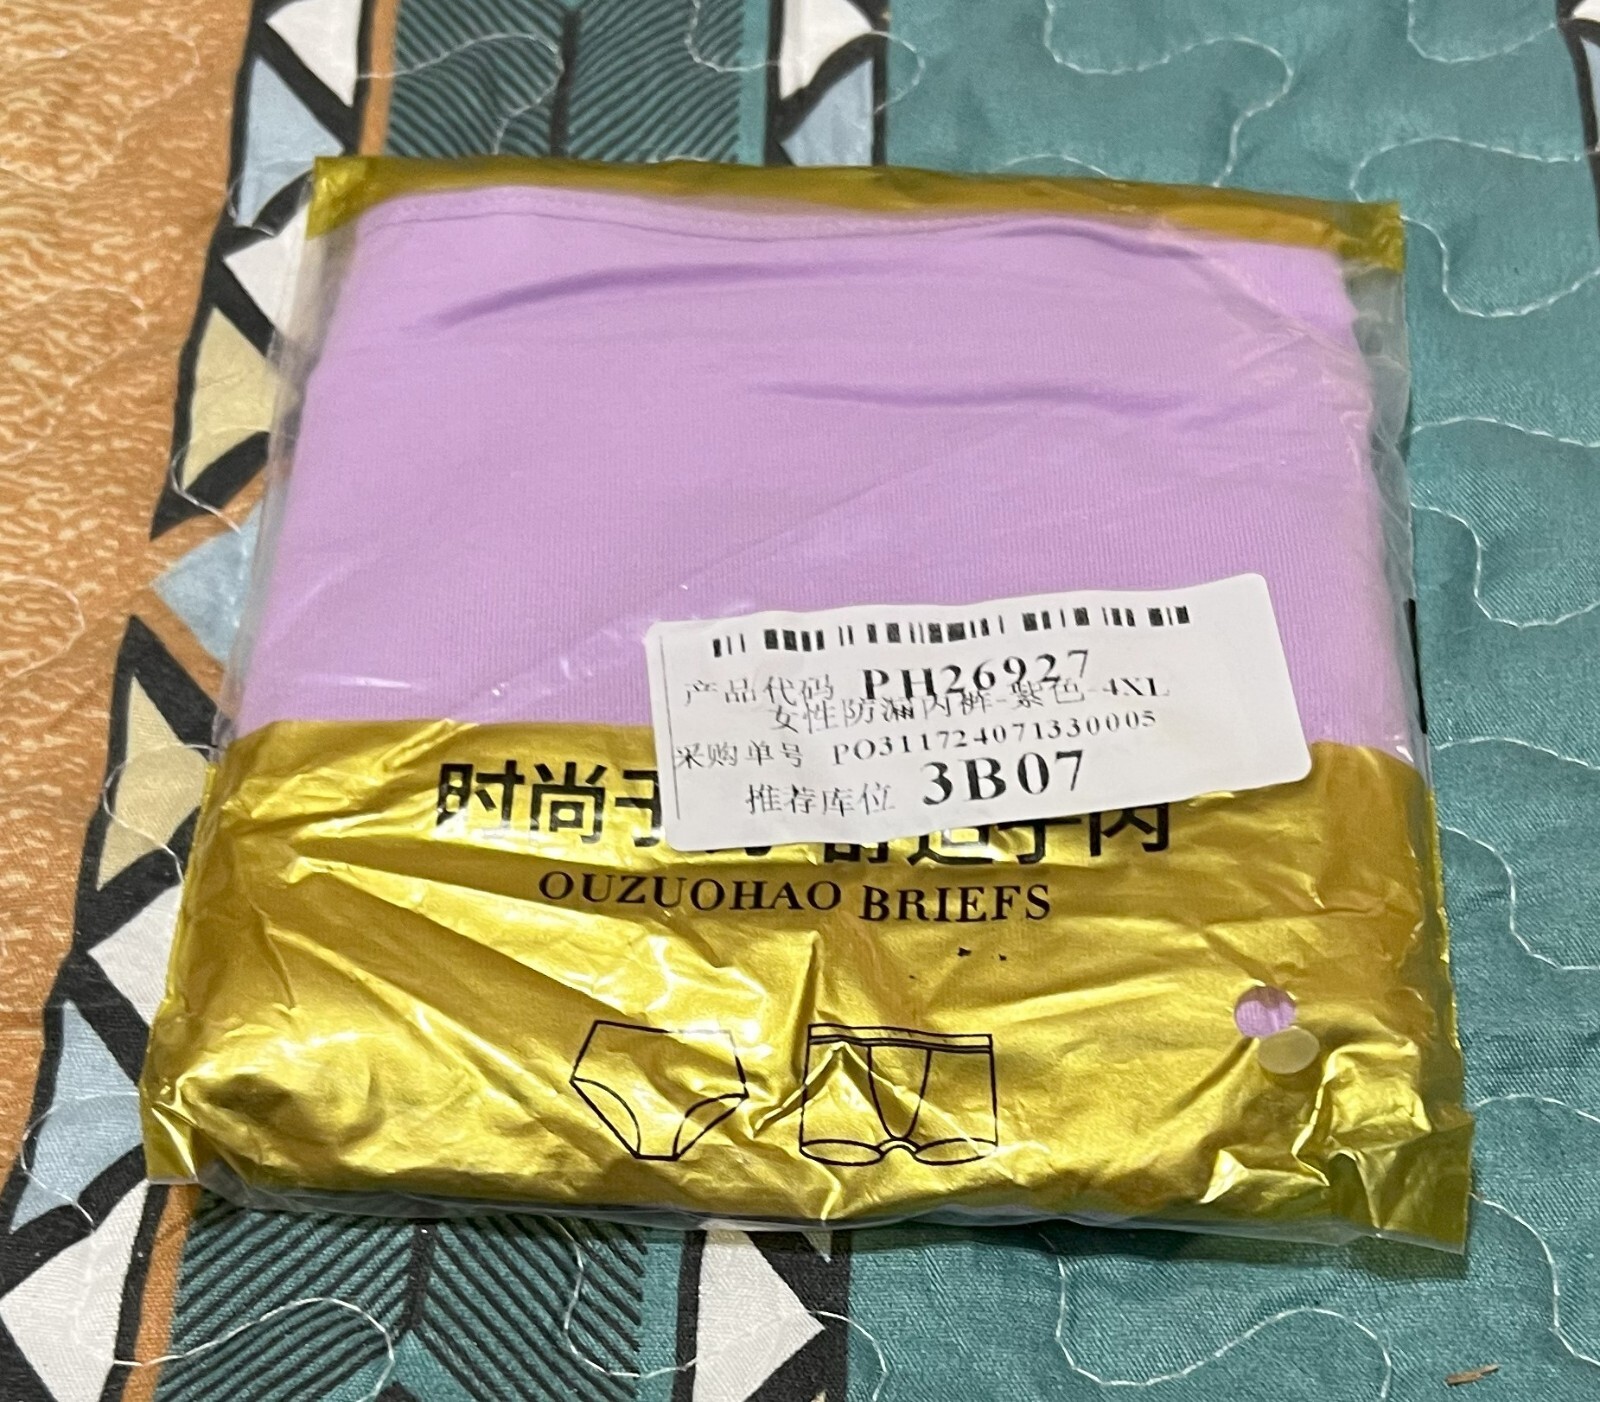 产品代码 PH26927
女性防漏内裤-紫色-4XL
采购单号 PO311724071330005
推荐库位 3B07
时尚于
OUZUOHAO BRIEFS